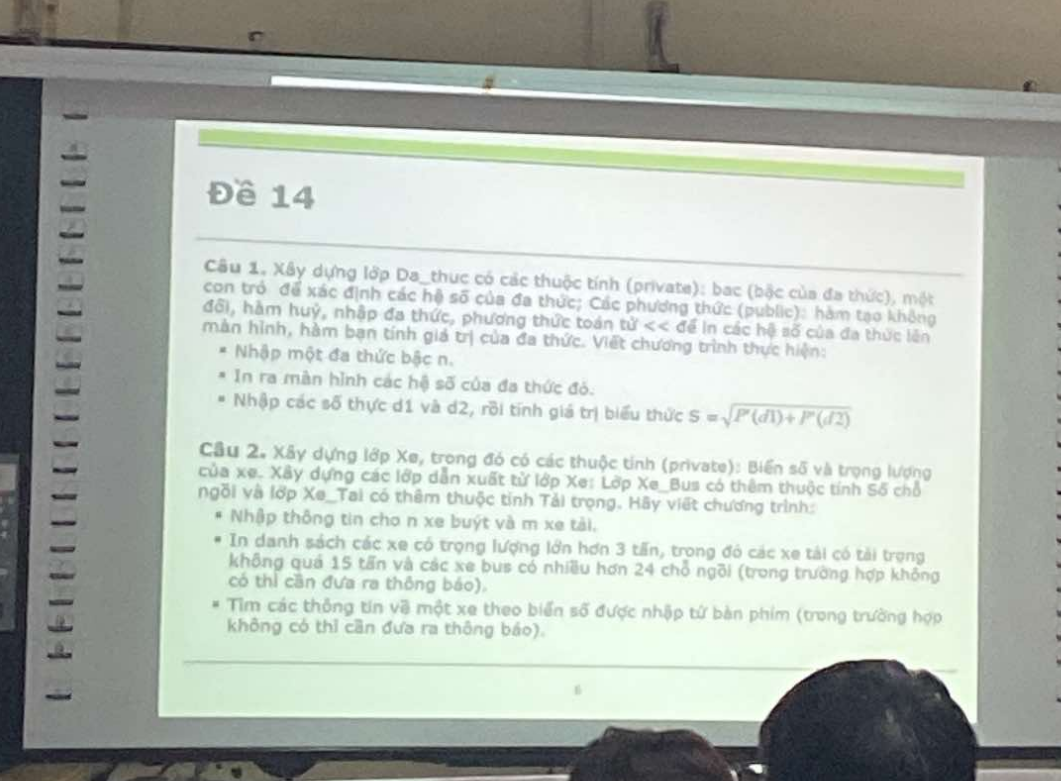 Đề 14
Câu 1. Xây dựng lớp Da_thuc có các thuộc tính (private): bac (bậc của đa thức), một
con trỏ để xác định các hệ số của đa thức; Các phương thức (public): hàm tạo không
đối, hàm huỷ, nhập đa thức, phương thức toán tử << để in các hệ số của đa thức lên
màn hình, hàm bạn tính giá trị của đa thức. Viết chương trình thực hiện:
▪ Nhập một đa thức bậc n.
▪ In ra màn hình các hệ số của đa thức đó.
▪ Nhập các số thực d1 và d2, rồi tính giá trị biểu thức S = √
Câu 2. Xây dựng lớp Xe, trong đó có các thuộc tính (private): Biển số và trọng lượng
của xe. Xây dựng các lớp dẫn xuất từ lớp Xe: Lớp Xe_Bus có thêm thuộc tính Số chỗ
ngồi và lớp Xe_Tai có thêm thuộc tính Tải trọng. Hãy viết chương trình:
▪ Nhập thông tin cho n xe buýt và m xe tải.
▪ In danh sách các xe có trọng lượng lớn hơn 3 tấn, trong đó các xe tải có tải trọng
không quá 15 tấn và các xe bus có nhiều hơn 24 chỗ ngồi (trong trường hợp không
có thì cần đưa ra thông báo).
▪ Tìm các thông tin về một xe theo biển số được nhập từ bàn phím (trong trường hợp
không có thì cần đưa ra thông báo).